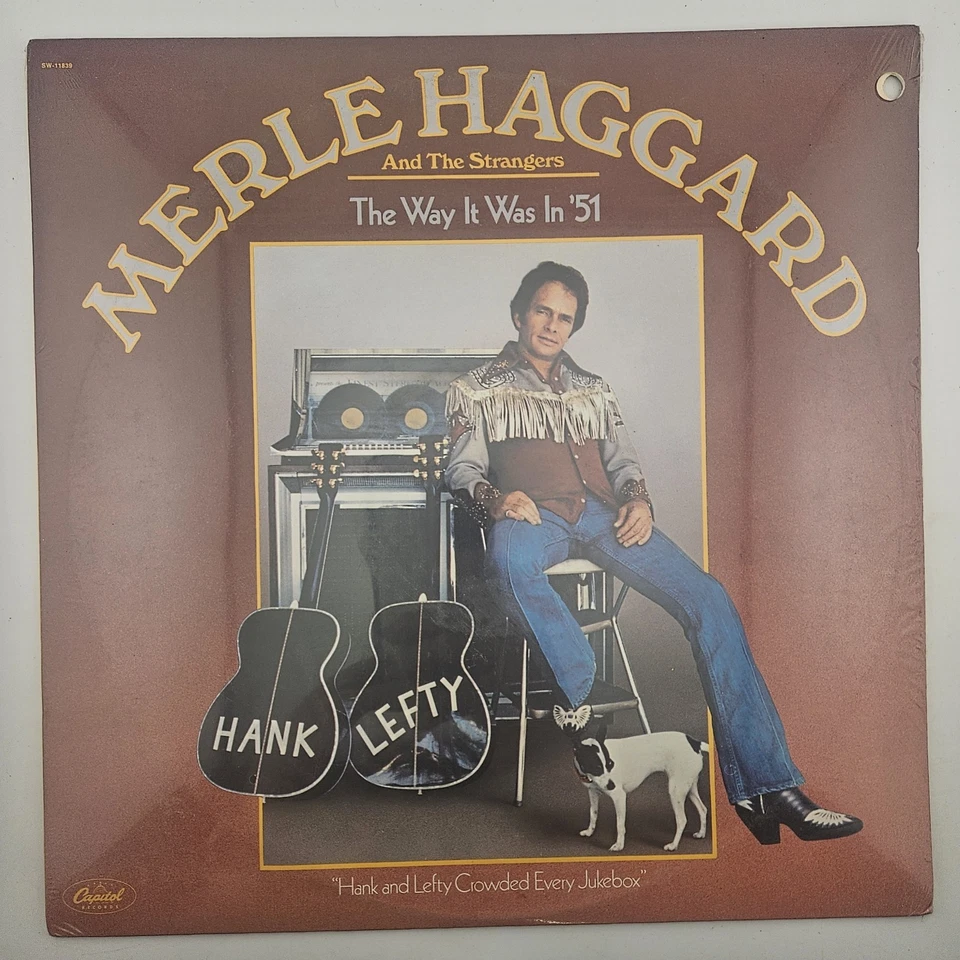 SW-11839
MERLE HAGGARD
And The Strangers
The Way It Was In '51
HANK
LEFTY
"Hank and Lefty Crowded Every Jukebox"
Capitol
RECORDS